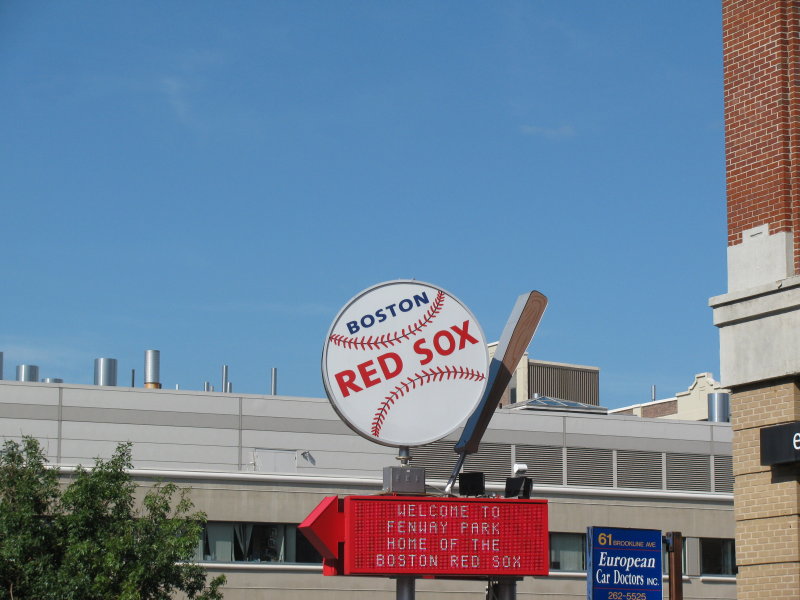 BOSTON
RED SOX
WELCOME TO
FENWAY PARK
HOME OF THE
BOSTON RED SOX
61 BROOKLINE AVE
European
Car Doctors INC.
262-5525
e